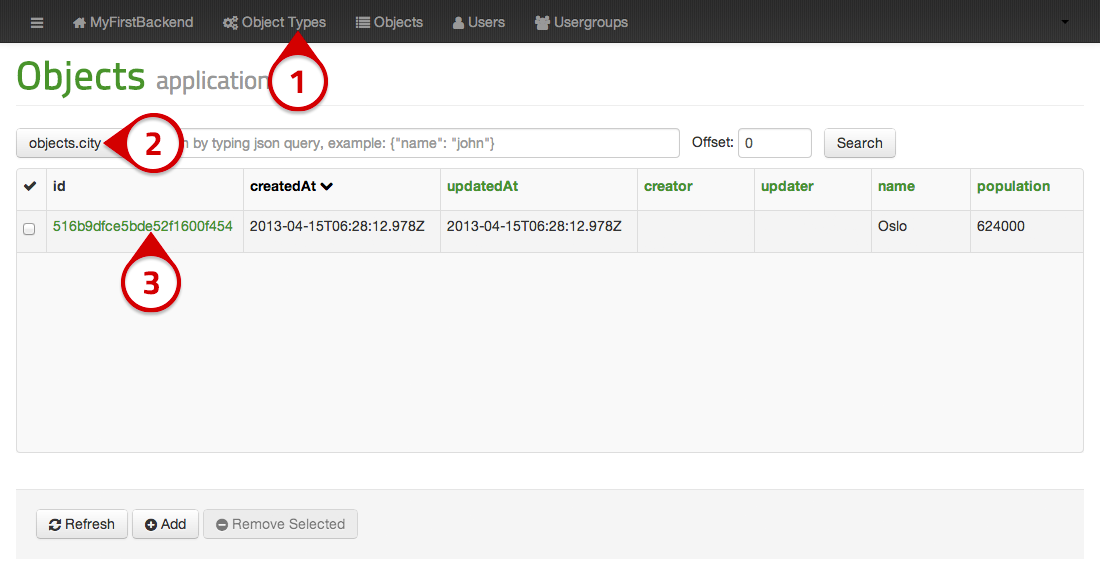 MyFirstBackend Object Types Objects Users Usergroups
Objects application
1
objects.city 2 by typing json query, example: {"name": "john"} Offset: 0 Search
id createdAt updatedAt creator updater name population
516b9dfce5bde52f1600f454 2013-04-15T06:28:12.978Z 2013-04-15T06:28:12.978Z Oslo 624000
3
Refresh Add Remove Selected